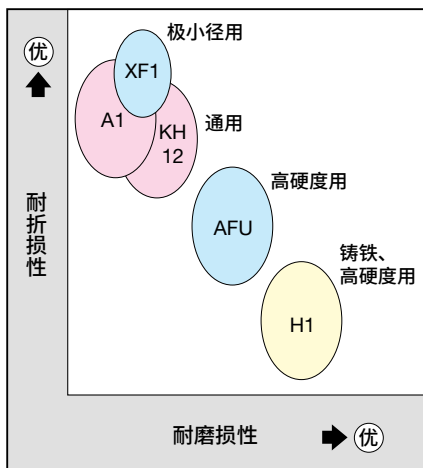 优
极小径用
XF1
A1
KH
12
通用
高硬度用
AFU
铸铁、
高硬度用
H1
耐折损性
耐磨损性
优